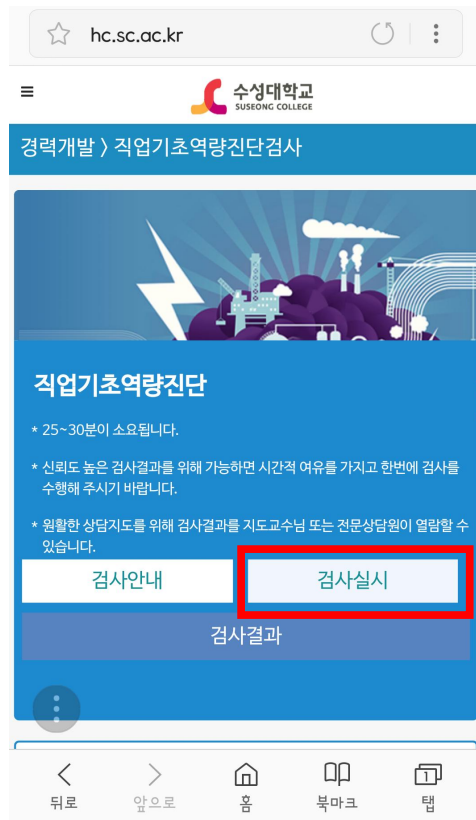 hc.sc.ac.kr
수성대학교
SUSEONG COLLEGE
경력개발 〉 직업기초역량진단검사
직업기초역량진단
* 25~30분이 소요됩니다.
* 신뢰도 높은 검사결과를 위해 가능하면 시간적 여유를 가지고 한번에 검사를
수행해 주시기 바랍니다.
* 원활한 상담지도를 위해 검사결과를 지도교수님 또는 전문상담원이 열람할 수
있습니다.
검사안내
검사실시
검사결과
1
뒤로
앞으로
홈
북마크
탭